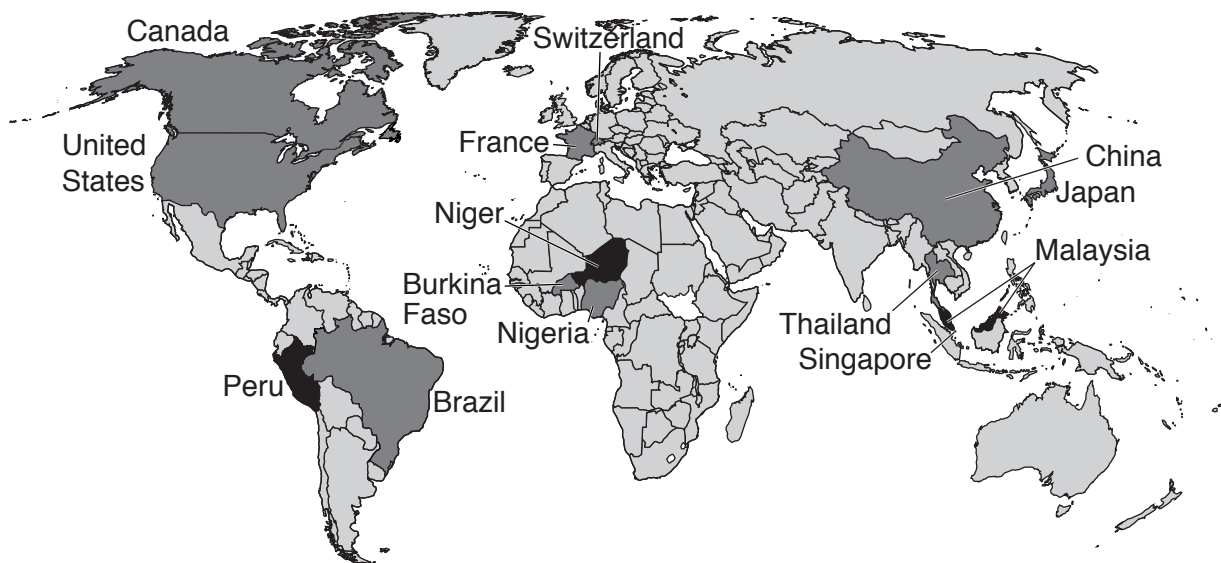 Canada
Switzerland
United
States
France
China
Japan
Niger
Malaysia
Burkina
Faso
Nigeria
Thailand
Singapore
Peru
Brazil